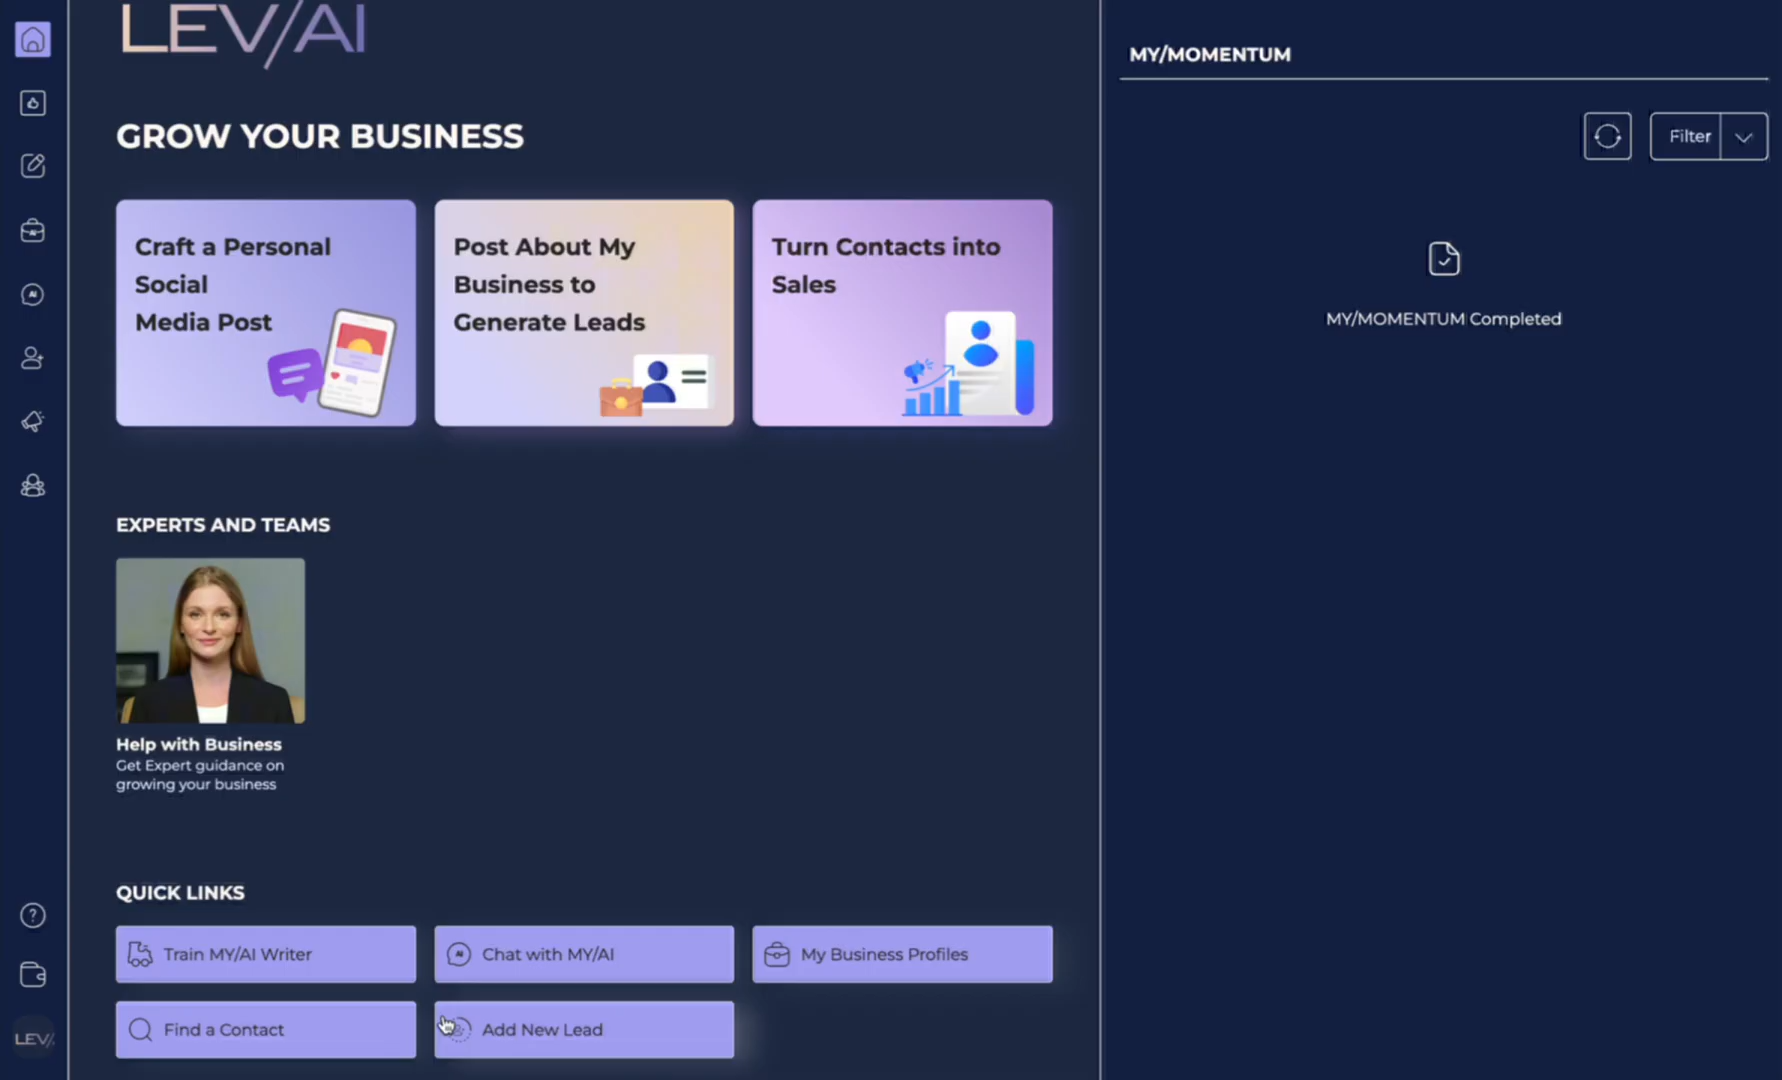 LEV/AI
MY/MOMENTUM
GROW YOUR BUSINESS
Filter
Craft a Personal
Social
Media Post
Post About My
Business to
Generate Leads
Turn Contacts into
Sales
MY/MOMENTUM Completed
EXPERTS AND TEAMS
Help with Business
Get Expert guidance on
growing your business
QUICK LINKS
Train MY/AI Writer
Chat with MY/AI
My Business Profiles
Find a Contact
Add New Lead
LEV/